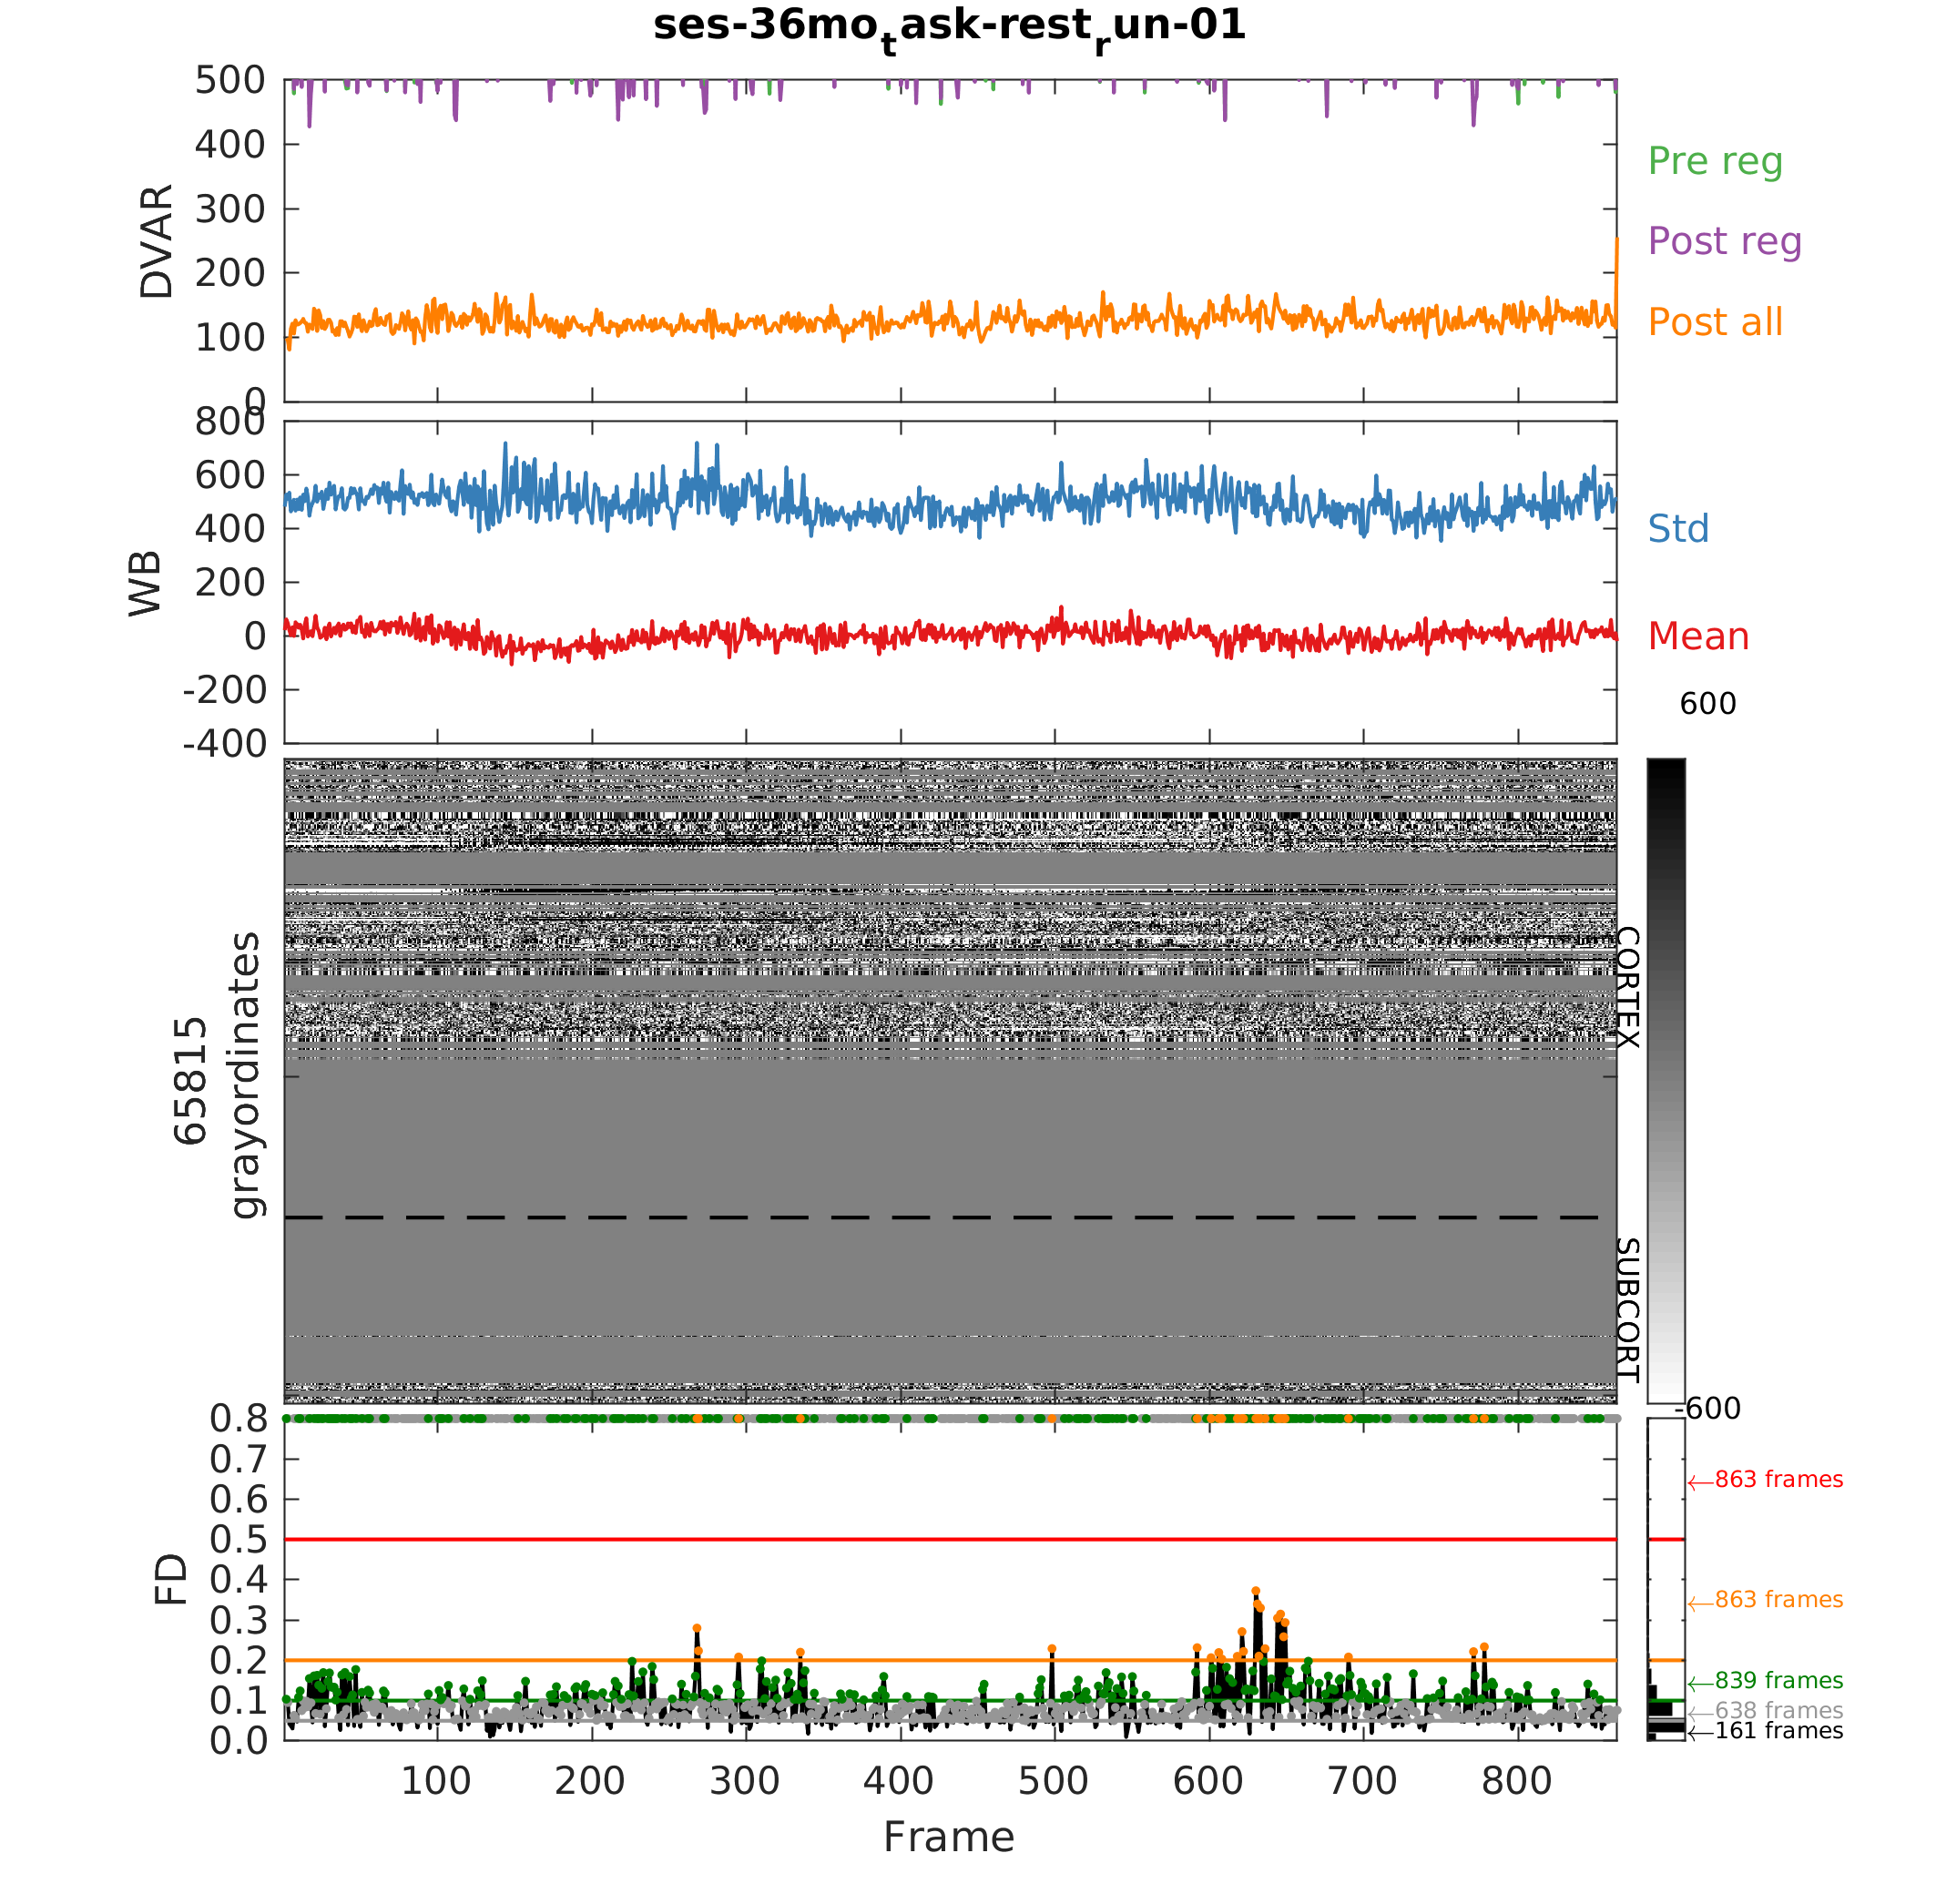 ses-36mo_task-rest_run-01
500
400
300
200
100
0
DVAR
Pre reg
Post reg
Post all
800
600
400
200
0
-200
-400
WB
Std
Mean
600
65815
grayordinates
CORTEX
SUBCORT
-600
0.8
0.7
0.6
0.5
0.4
0.3
0.2
0.1
0.0
FD
←863 frames
←863 frames
←839 frames
←638 frames
←161 frames
100 200 300 400 500 600 700 800
Frame